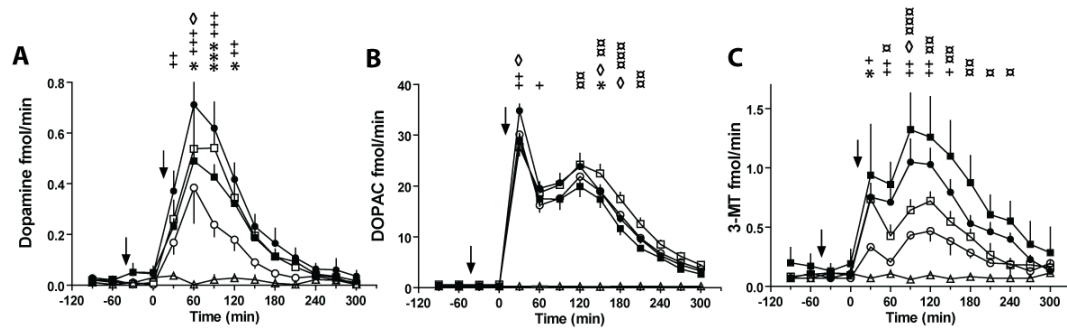 A
++
* +++ ◊
*** +++
* ++
Dopamine fmol/min
0.8
0.6
0.4
0.2
0.0
-120 -60 0 60 120 180 240 300
Time (min)
B
++ ◊
+
¤¤
* ◊ ¤¤
◊ ¤¤¤
¤¤
DOPAC fmol/min
40
30
20
10
0
-120 -60 0 60 120 180 240 300
Time (min)
C
* +
++ ¤
++ ◊ ¤¤¤
++ ¤¤
+ ¤¤
¤¤
¤
¤
3-MT fmol/min
1.5
1.0
0.5
0.0
-120 -60 0 60 120 180 240 300
Time (min)